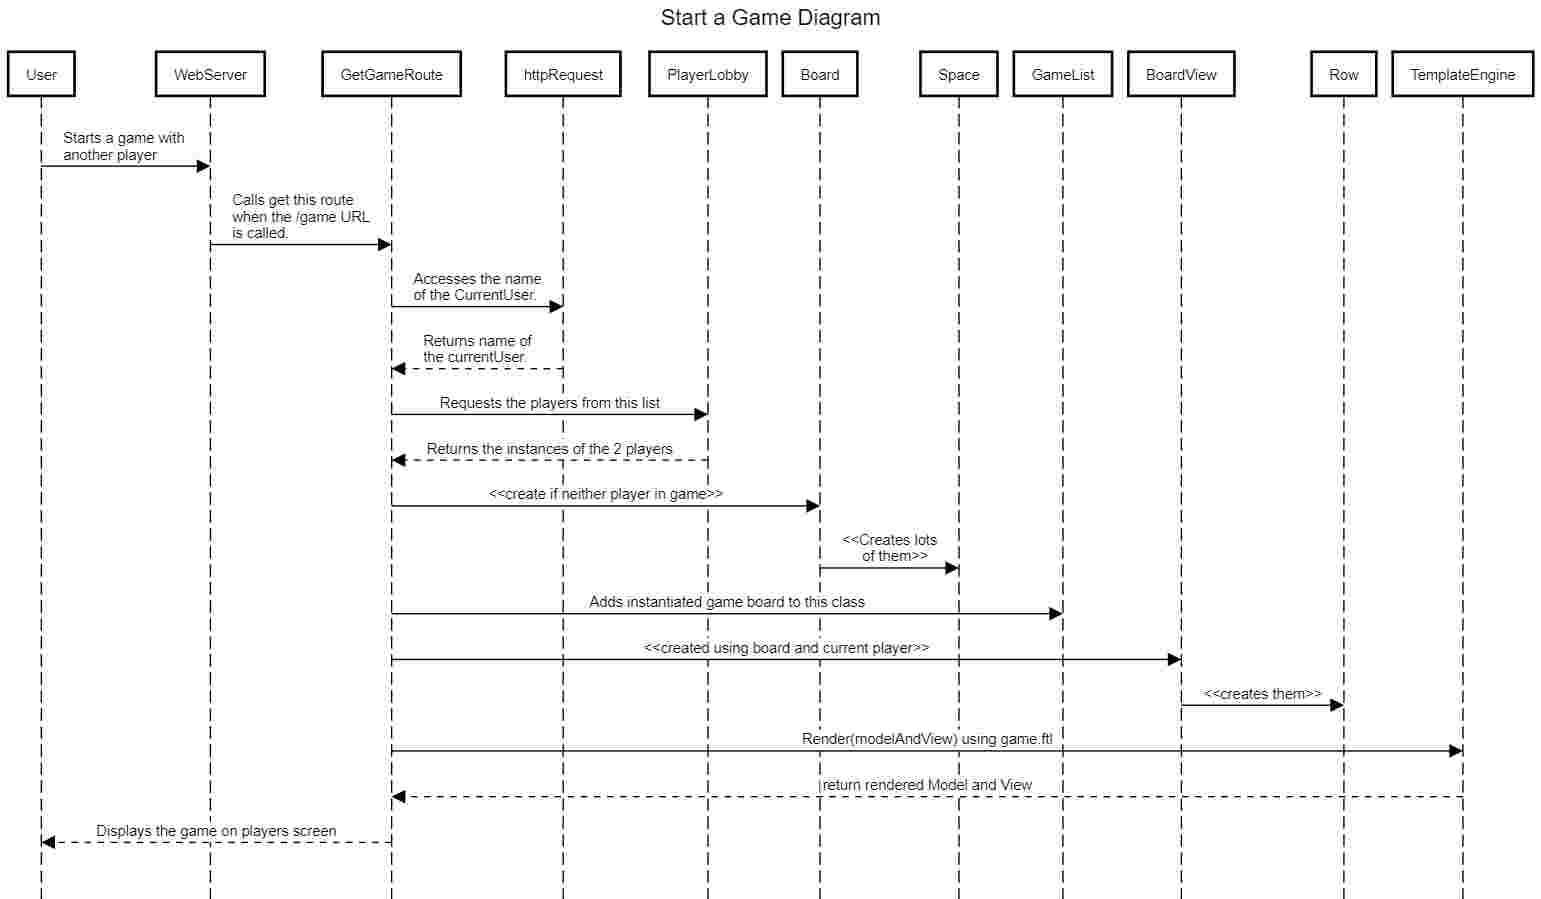 Start a Game Diagram
User
WebServer
GetGameRoute
httpRequest
PlayerLobby
Board
Space
GameList
BoardView
Row
TemplateEngine
Starts a game with
another player
Calls get this route
when the /game URL
is called.
Accesses the name
of the CurrentUser.
Returns name of
the currentUser.
Requests the players from this list
Returns the instances of the 2 players
<<create if neither player in game>>
<<Creates lots
of them>>
Adds instantiated game board to this class
<<created using board and current player>>
<<creates them>>
Render(modelAndView) using game.ftl
return rendered Model and View
Displays the game on players screen